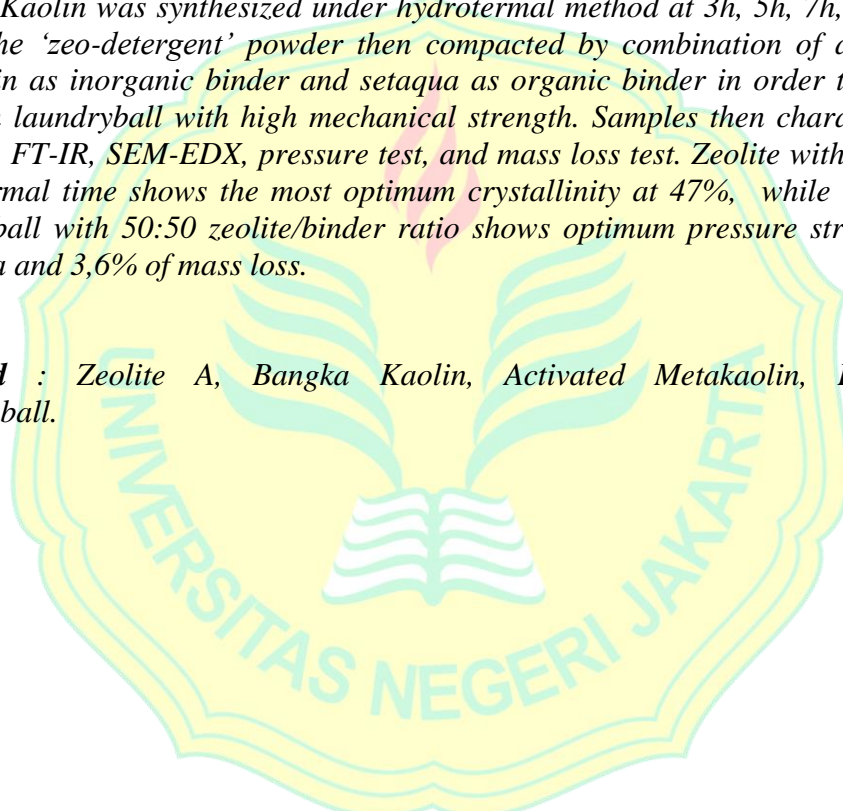 Kaolin was synthesized under hydrotermal method at 3h, 5h, 7h,
he ‘zeo-detergent’ powder then compacted by combination of a
in as inorganic binder and setaqua as organic binder in order t
laundryball with high mechanical strength. Samples then chara
FT-IR, SEM-EDX, pressure test, and mass loss test. Zeolite with
rmal time shows the most optimum crystallinity at 47%, while
ball with 50:50 zeolite/binder ratio shows optimum pressure str
a and 3,6% of mass loss.
d : Zeolite A, Bangka Kaolin, Activated Metakaolin,
ball.
UNIVERSITAS NEGERI JAKARTA